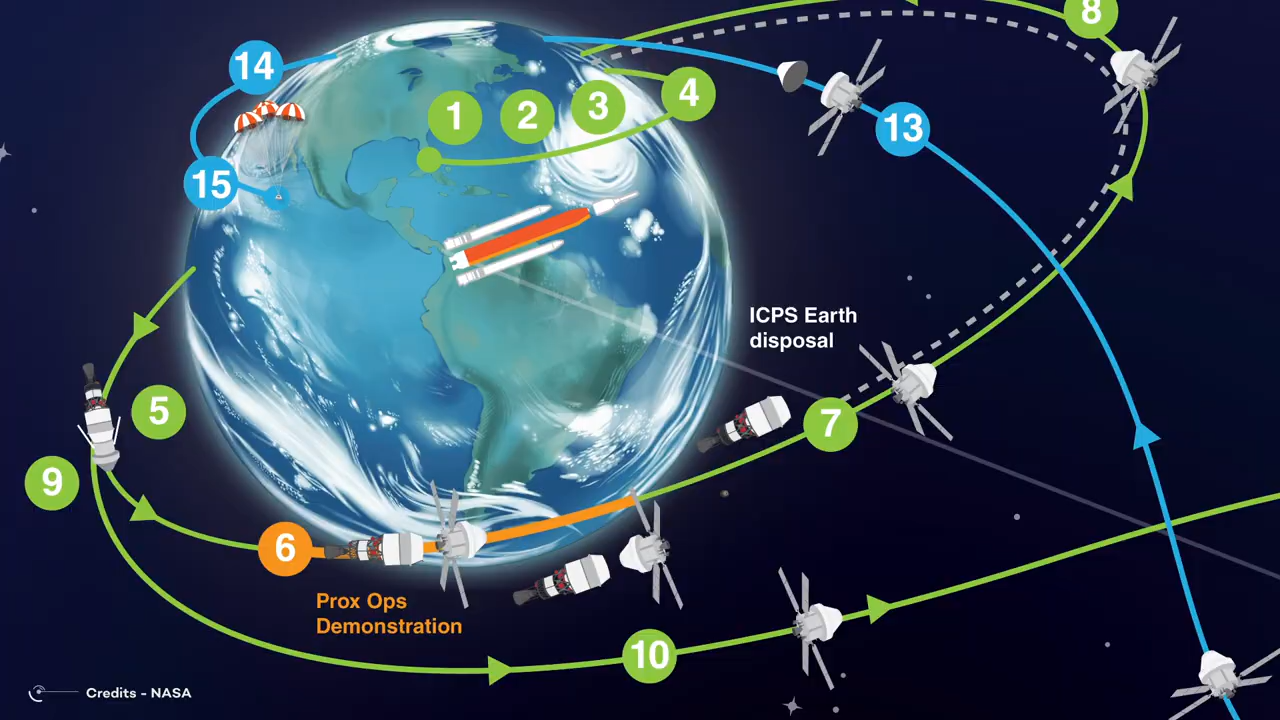 8
14
1
2
3
4
13
15
ICPS Earth
disposal
5
7
9
6
Prox Ops
Demonstration
10
Credits - NASA